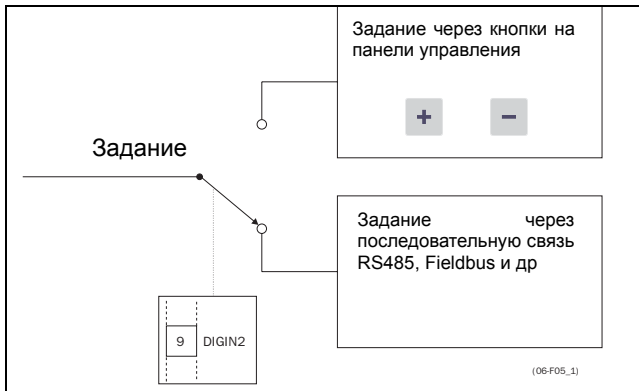 Задание через кнопки на
панели управления
+ −
Задание
Задание через
последовательную связь
RS485, Fieldbus и др
9 DIGIN2
(06-F05_1)